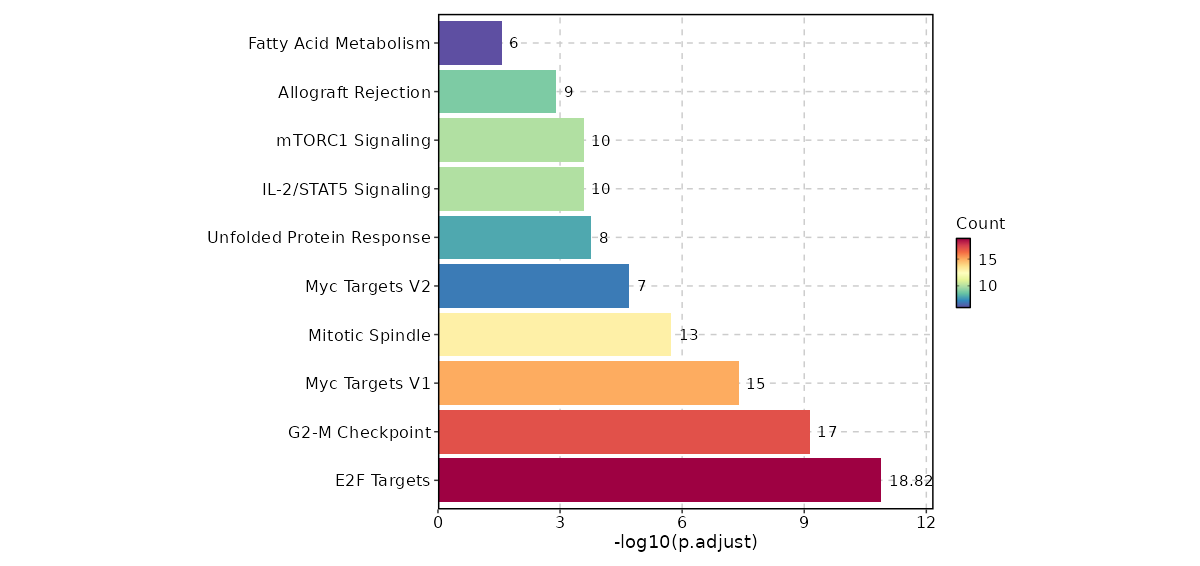 Fatty Acid Metabolism 6
Allograft Rejection 9
mTORC1 Signaling 10
IL-2/STAT5 Signaling 10
Unfolded Protein Response 8
Myc Targets V2 7
Mitotic Spindle 13
Myc Targets V1 15
G2-M Checkpoint 17
E2F Targets 18.82
0 3 6 9 12
-log10(p.adjust)
Count
15
10